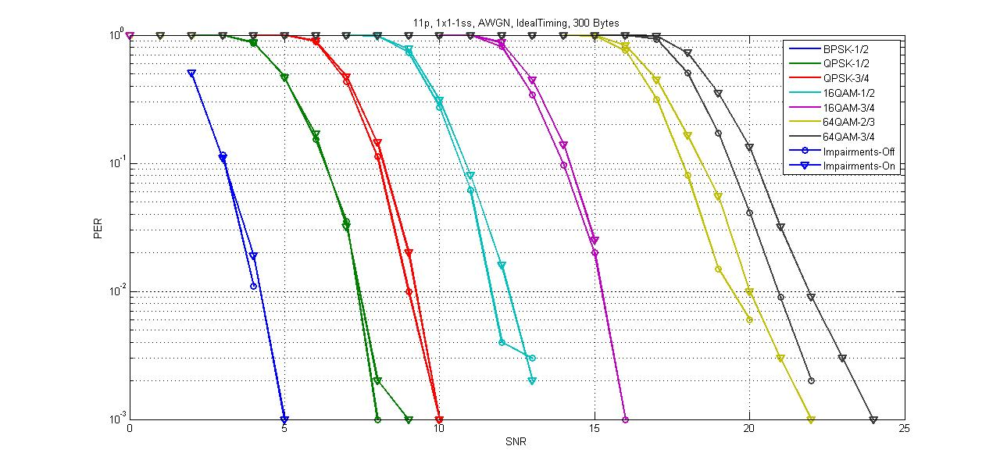 11p, 1x1-1ss, AWGN, IdealTiming, 300 Bytes
10^0
10^-1
10^-2
10^-3
PER
0 5 10 15 20 25
SNR
BPSK-1/2
QPSK-1/2
QPSK-3/4
16QAM-1/2
16QAM-3/4
64QAM-2/3
64QAM-3/4
Impairments-Off
Impairments-On